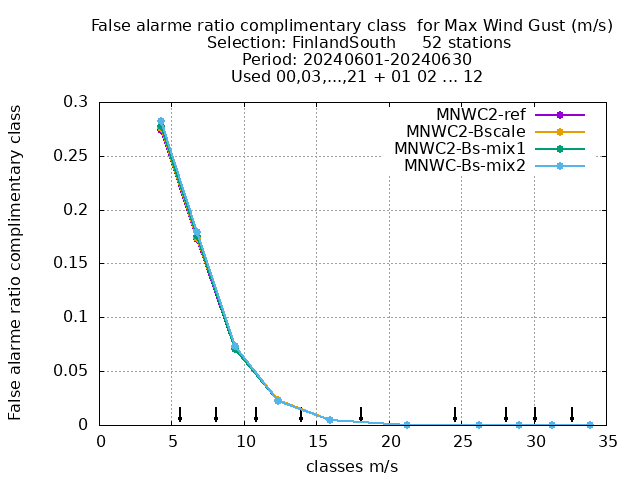 False alarme ratio complimentary class  for Max Wind Gust (m/s)
Selection: FinlandSouth     52 stations
Period: 20240601-20240630
Used 00,03,...,21 + 01 02 ... 12
False alarme ratio complimentary class
0.3
0.25
0.2
0.15
0.1
0.05
0
MNWC2-ref
MNWC2-Bscale
MNWC2-Bs-mix1
MNWC-Bs-mix2
0 5 10 15 20 25 30 35
classes m/s